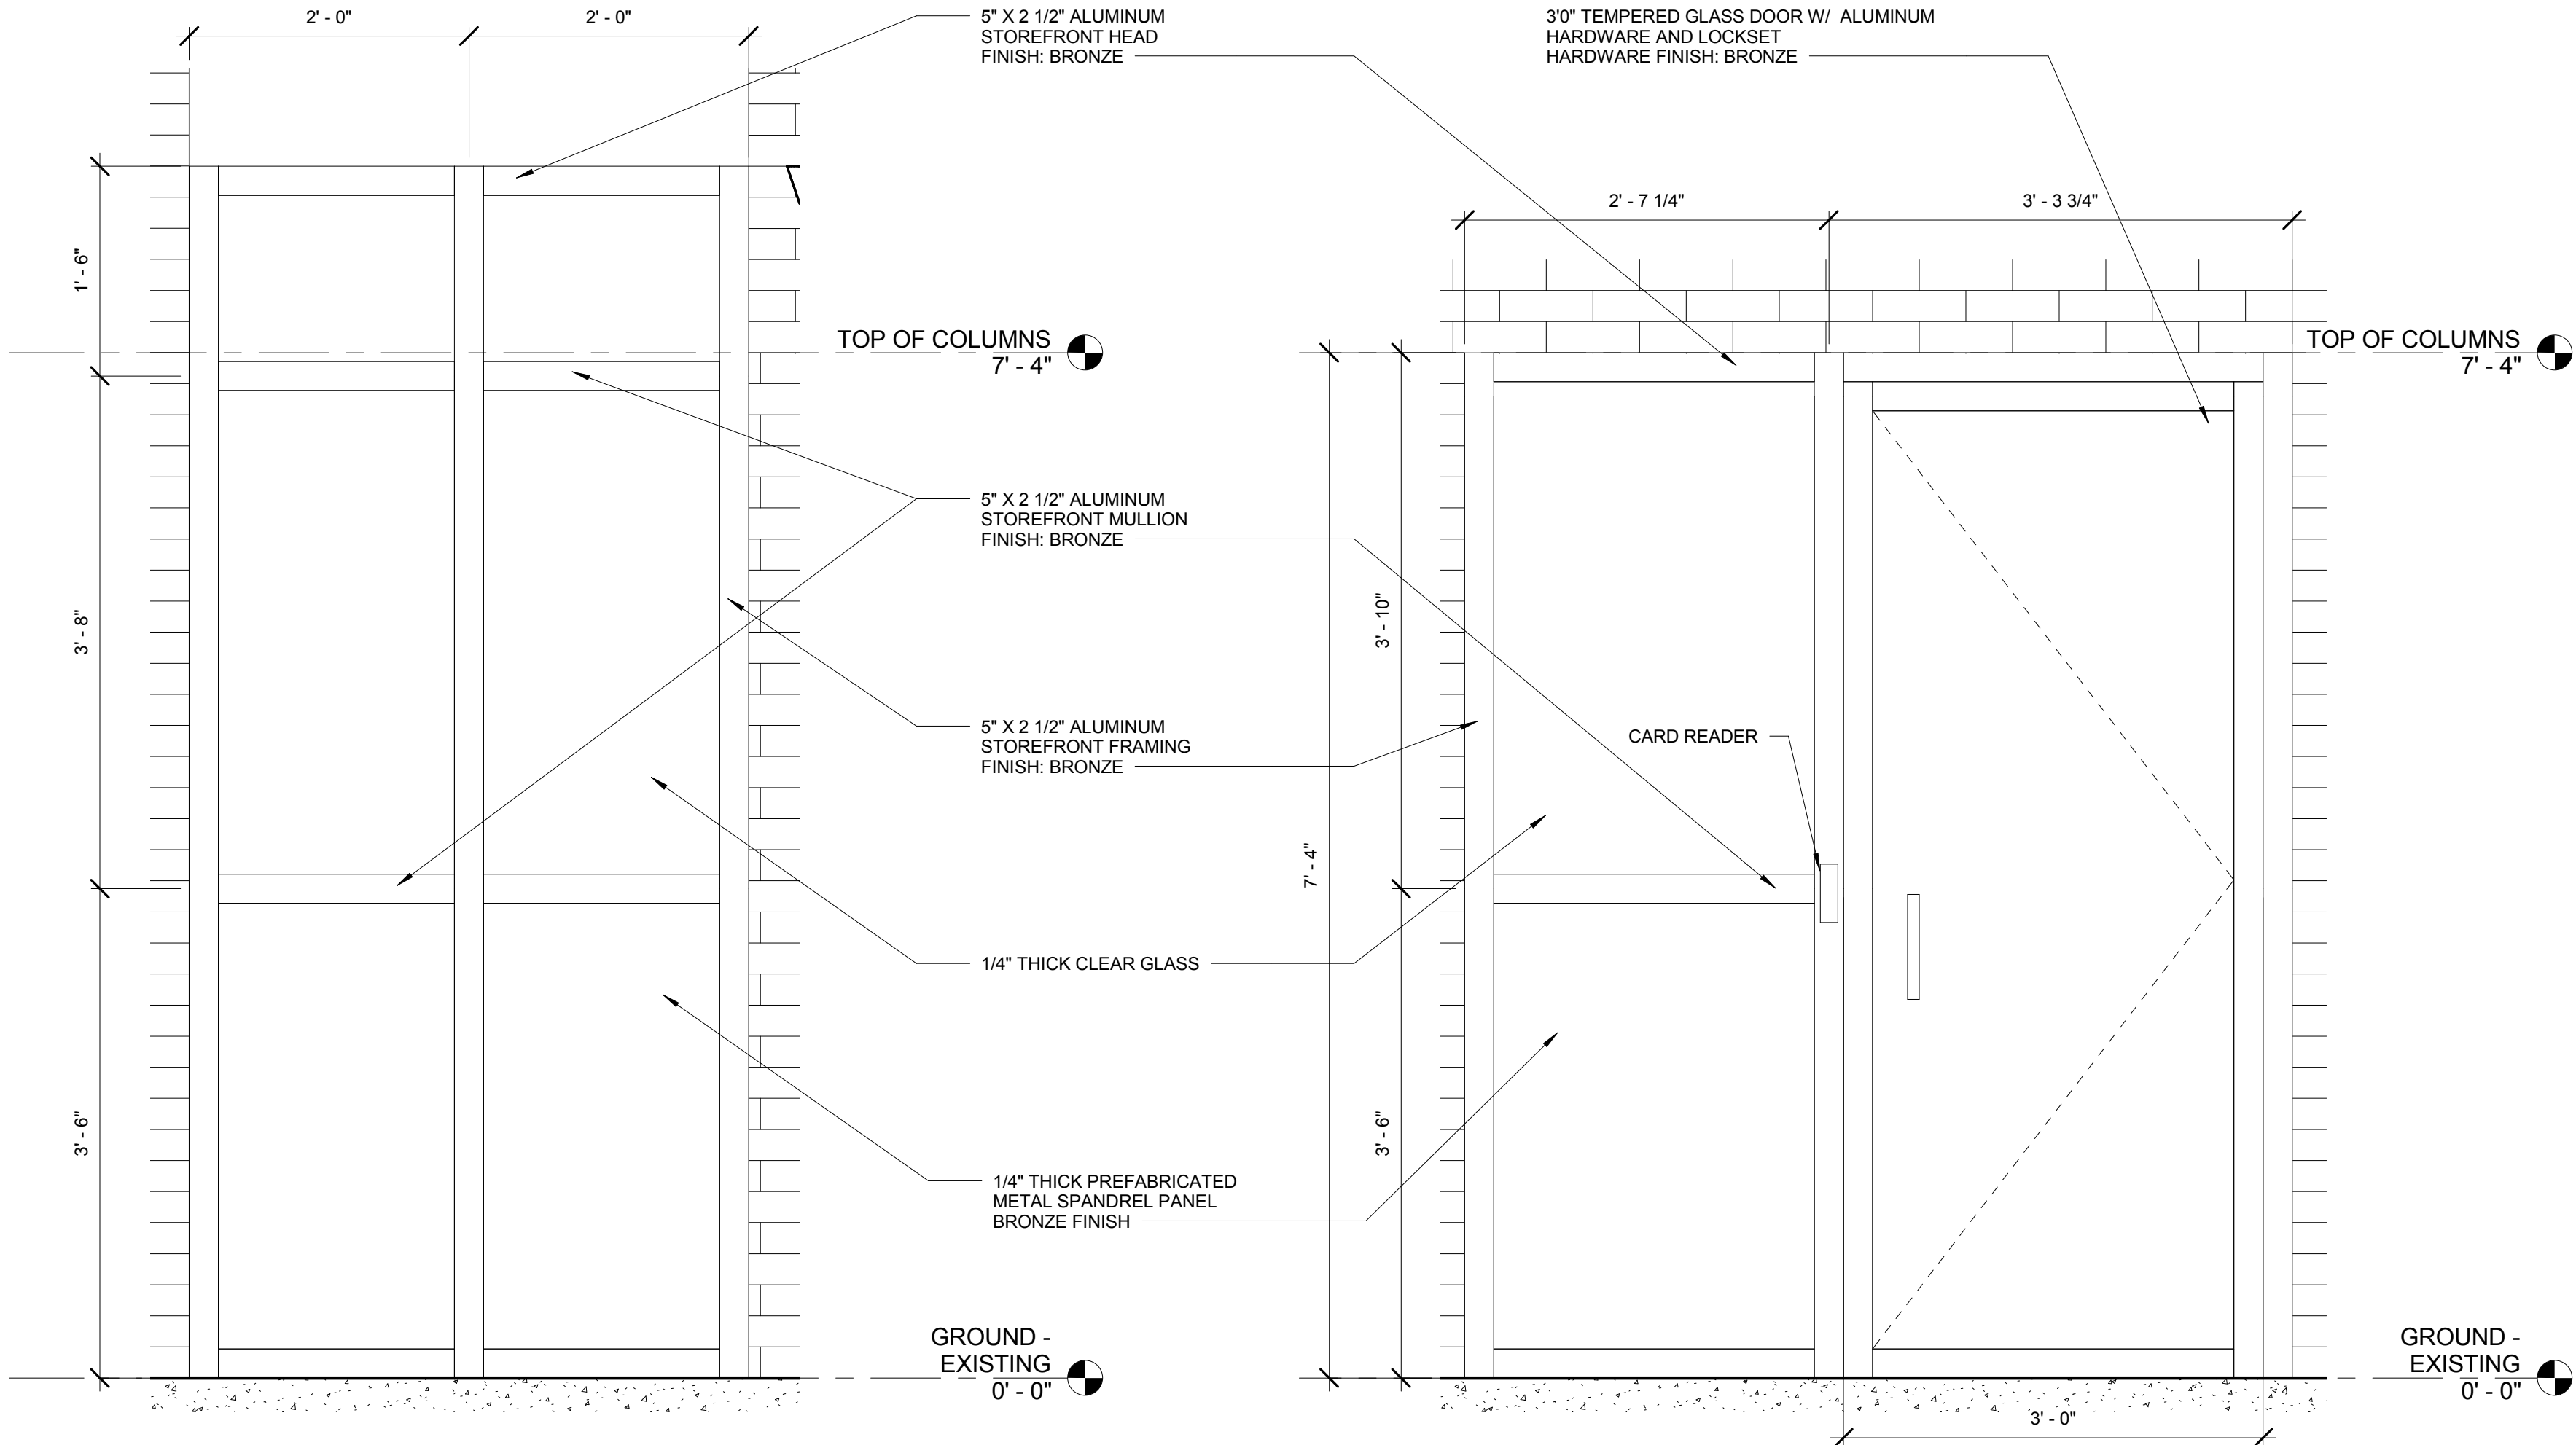 2' - 0"
2' - 0"
5" X 2 1/2" ALUMINUM
STOREFRONT HEAD
FINISH: BRONZE
3'0" TEMPERED GLASS DOOR W/ ALUMINUM
HARDWARE AND LOCKSET
HARDWARE FINISH: BRONZE
2' - 7 1/4"
3' - 3 3/4"
1' - 6"
TOP OF COLUMNS
7' - 4"
TOP OF COLUMNS
7' - 4"
5" X 2 1/2" ALUMINUM
STOREFRONT MULLION
FINISH: BRONZE
3' - 8"
3' - 10"
5" X 2 1/2" ALUMINUM
STOREFRONT FRAMING
FINISH: BRONZE
CARD READER
7' - 4"
1/4" THICK CLEAR GLASS
3' - 6"
3' - 6"
1/4" THICK PREFABRICATED
METAL SPANDREL PANEL
BRONZE FINISH
GROUND -
EXISTING
0' - 0"
GROUND -
EXISTING
0' - 0"
3' - 0"